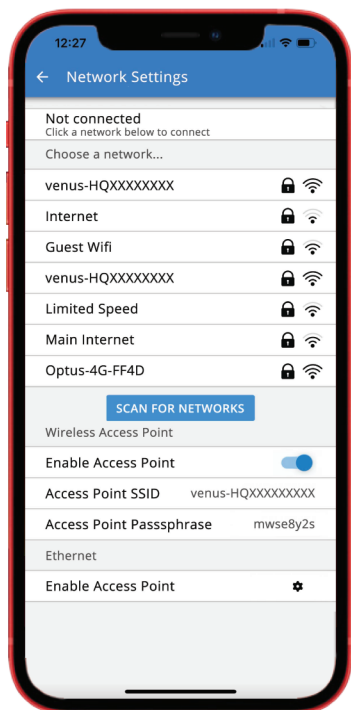 12:27
Network Settings
Not connected
Click a network below to connect
Choose a network...
venus-HQXXXXXXXX
Internet
Guest Wifi
venus-HQXXXXXXXX
Limited Speed
Main Internet
Optus-4G-FF4D
SCAN FOR NETWORKS
Wireless Access Point
Enable Access Point
Access Point SSID venus-HQXXXXXXXXX
Access Point Passsphrase mwse8y2s
Ethernet
Enable Access Point